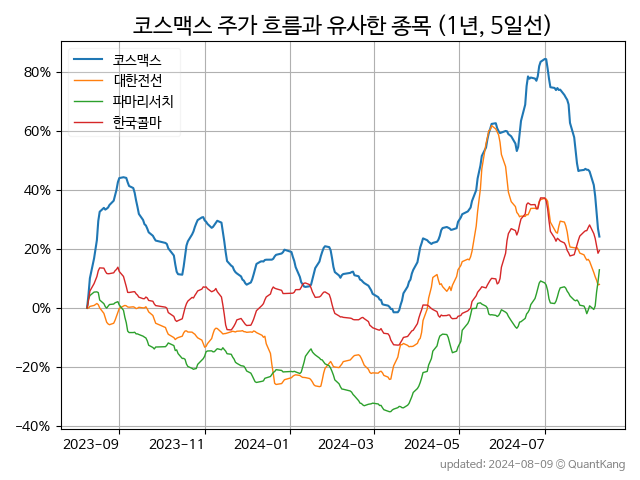 코스맥스 주가 흐름과 유사한 종목 (1년, 5일선)
코스맥스
대한전선
파마리서치
한국콜마
80%
60%
40%
20%
0%
−20%
−40%
2023-09 2023-11 2024-01 2024-03 2024-05 2024-07
updated: 2024-08-09 © QuantKang